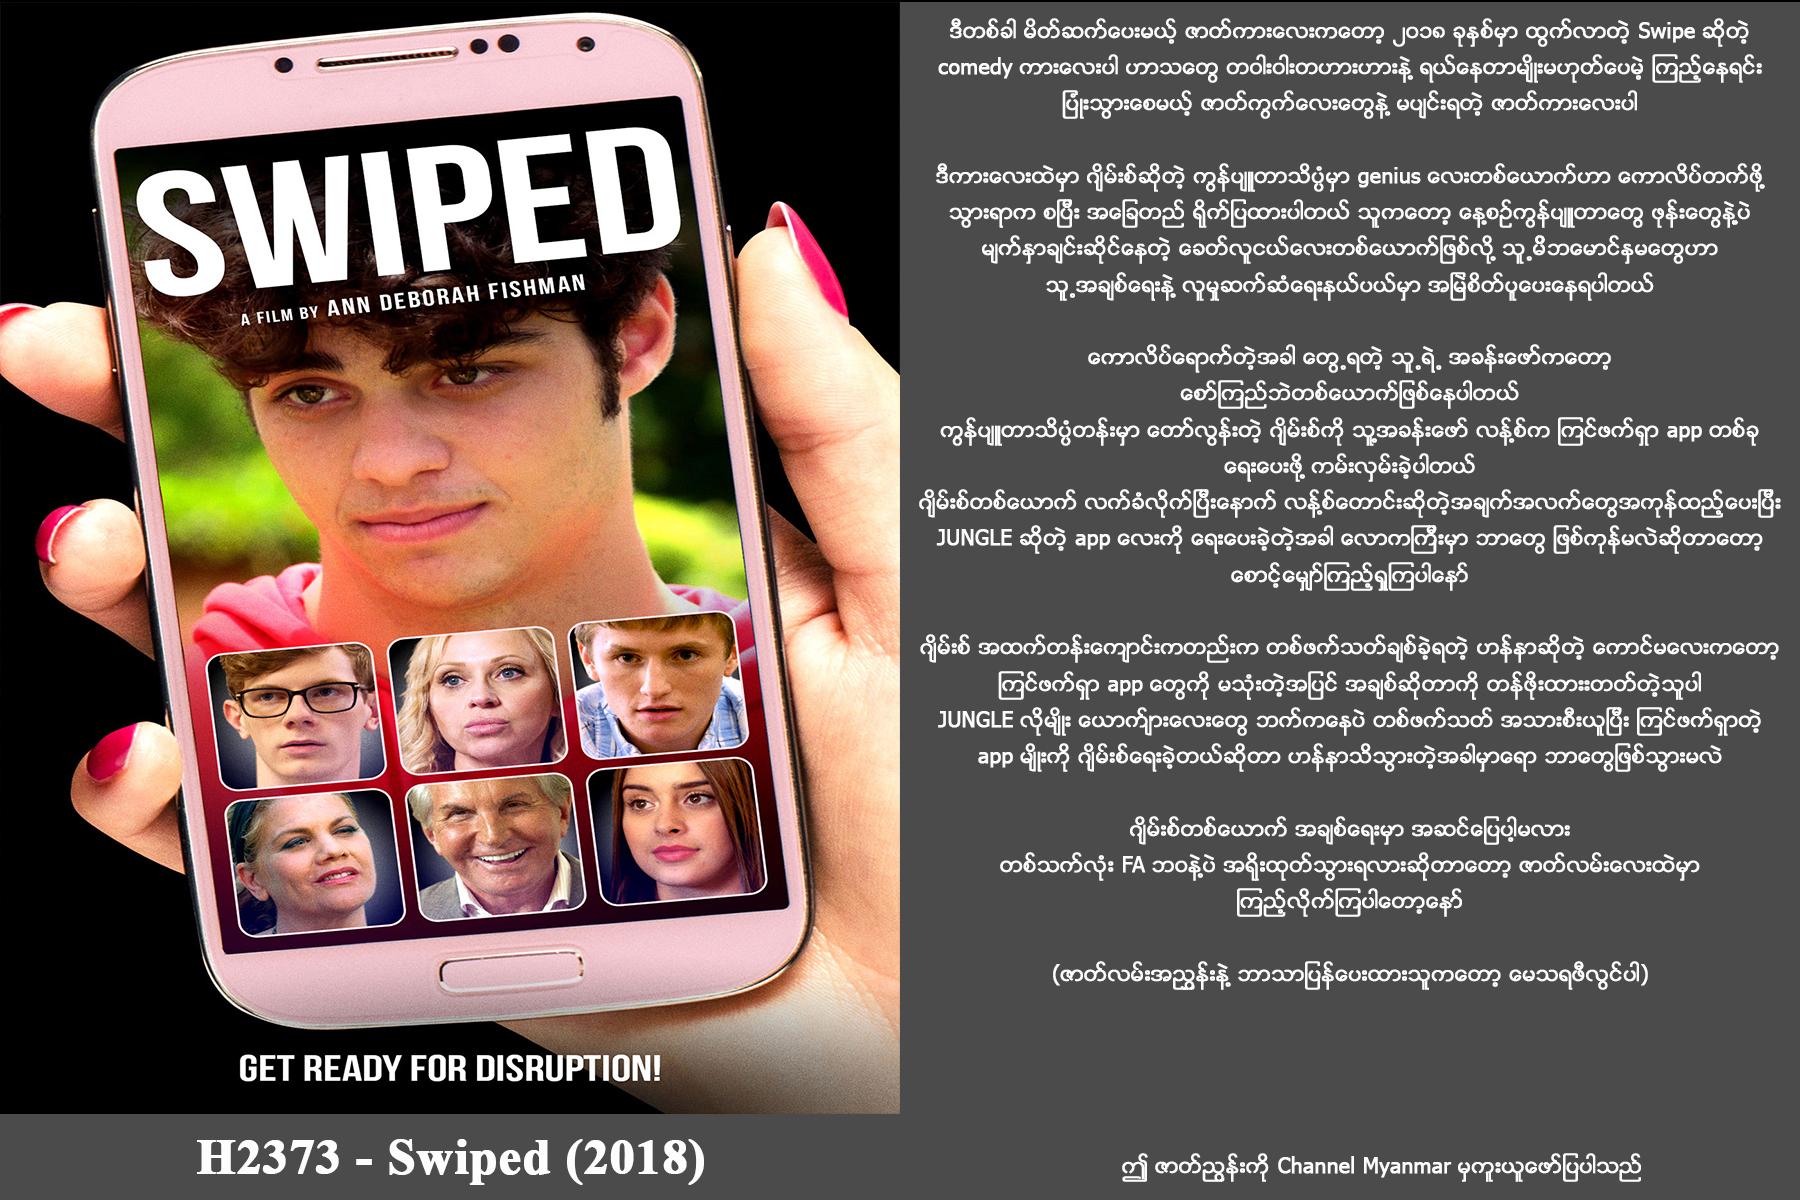 SWIPED
A FILM BY ANN DEBORAH FISHMAN
GET READY FOR DISRUPTION!
H2373 - Swiped (2018)
ဒီတစ်ခါ မိတ်ဆက်ပေးမယ့် ဇာတ်ကားလေးကတော့ ၂၀၁၈ ခုနှစ်မှာ ထွက်လာတဲ့ Swipe ဆိုတဲ့
comedy ကားလေးပါ ဟာသတွေ တဝါးဝါးတဟားဟားနဲ့ ရယ်နေတာမျိုးမဟုတ်ပေမဲ့ ကြည့်နေရင်း
ပြုံးသွားစေမယ့် ဇာတ်ကွက်လေးတွေနဲ့ မပျင်းရတဲ့ ဇာတ်ကားလေးပါ
ဒီကားလေးထဲမှာ ဂျိမ်းစ်ဆိုတဲ့ ကွန်ပျူတာသိပ္ပံမှာ genius လေးတစ်ယောက်ဟာ ကောလိပ်တက်ဖို့
သွားရာက စပြီး အခြေတည် ရိုက်ပြထားပါတယ် သူကတော့ နေ့စဉ်ကွန်ပျူတာတွေ ဖုန်းတွေနဲ့ပဲ
မျက်နှာချင်းဆိုင်နေတဲ့ ခေတ်လူငယ်လေးတစ်ယောက်ဖြစ်လို့ သူ့မိဘမောင်နှမတွေဟာ
သူ့အချစ်ရေးနဲ့ လူမှုဆက်ဆံရေးနယ်ပယ်မှာ အမြဲစိတ်ပူပေးနေရပါတယ်
ကောလိပ်ရောက်တဲ့အခါ တွေ့ရတဲ့ သူ့ရဲ့ အခန်းဖော်ကတော့
စော်ကြည်ဘဲတစ်ယောက်ဖြစ်နေပါတယ်
ကွန်ပျူတာသိပ္ပံတန်းမှာ တော်လွန်းတဲ့ ဂျိမ်းစ်ကို သူ့အခန်းဖော် လန့်စ်က ကြင်ဖက်ရှာ app တစ်ခု
ရေးပေးဖို့ ကမ်းလှမ်းခဲ့ပါတယ်
ဂျိမ်းစ်တစ်ယောက် လက်ခံလိုက်ပြီးနောက် လန့်စ်တောင်းဆိုတဲ့အချက်အလက်တွေအကုန်ထည့်ပေးပြီး
JUNGLE ဆိုတဲ့ app လေးကို ရေးပေးခဲ့တဲ့အခါ လောကကြီးမှာ ဘာတွေ ဖြစ်ကုန်မလဲဆိုတာတော့
စောင့်မျှော်ကြည့်ရှုကြပါနော်
ဂျိမ်းစ် အထက်တန်းကျောင်းကတည်းက တစ်ဖက်သတ်ချစ်ခဲ့ရတဲ့ ဟန်နာဆိုတဲ့ ကောင်မလေးကတော့
ကြင်ဖက်ရှာ app တွေကို မသုံးတဲ့အပြင် အချစ်ဆိုတာကို တန်ဖိုးထားးတတ်တဲ့သူပါ
JUNGLE လိုမျိုး ယောကျ်ားလေးတွေ ဘက်ကနေပဲ တစ်ဖက်သတ် အသားစီးယူပြီး ကြင်ဖက်ရှာတဲ့
app မျိုးကို ဂျိမ်းစ်ရေးခဲ့တယ်ဆိုတာ ဟန်နာသိသွားတဲ့အခါမှာရော ဘာတွေဖြစ်သွားမလဲ
ဂျိမ်းစ်တစ်ယောက် အချစ်ရေးမှာ အဆင်ပြေပါ့မလား
တစ်သက်လုံး FA ဘဝနဲ့ပဲ အရိုးထုတ်သွားရလားဆိုတာတော့ ဇာတ်လမ်းလေးထဲမှာ
ကြည့်လိုက်ကြပါတော့နော်
(ဇာတ်လမ်းအညွှန်းနဲ့ ဘာသာပြန်ပေးထားသူကတော့ မေသရဖီလွင်ပါ)
ဤ ဇာတ်ညွှန်းကို Channel Myanmar မှကူးယူဖော်ပြပါသည်